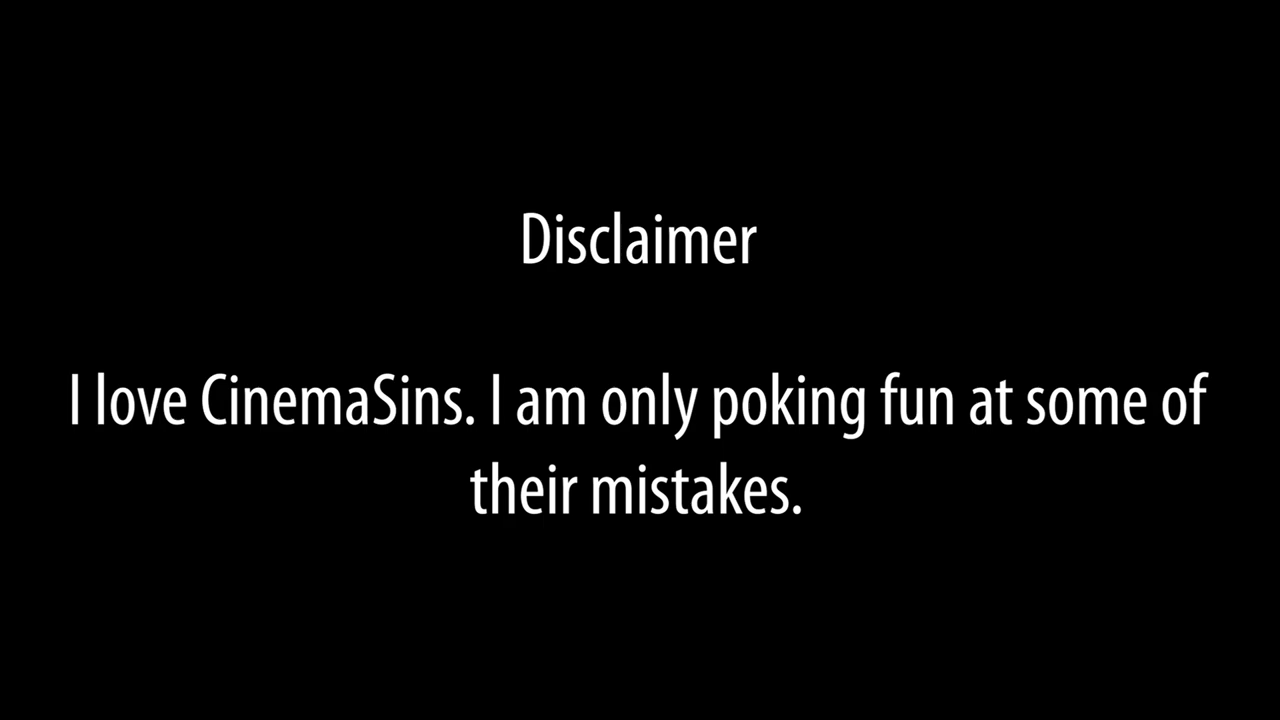 Disclaimer
I love CinemaSins. I am only poking fun at some of
their mistakes.